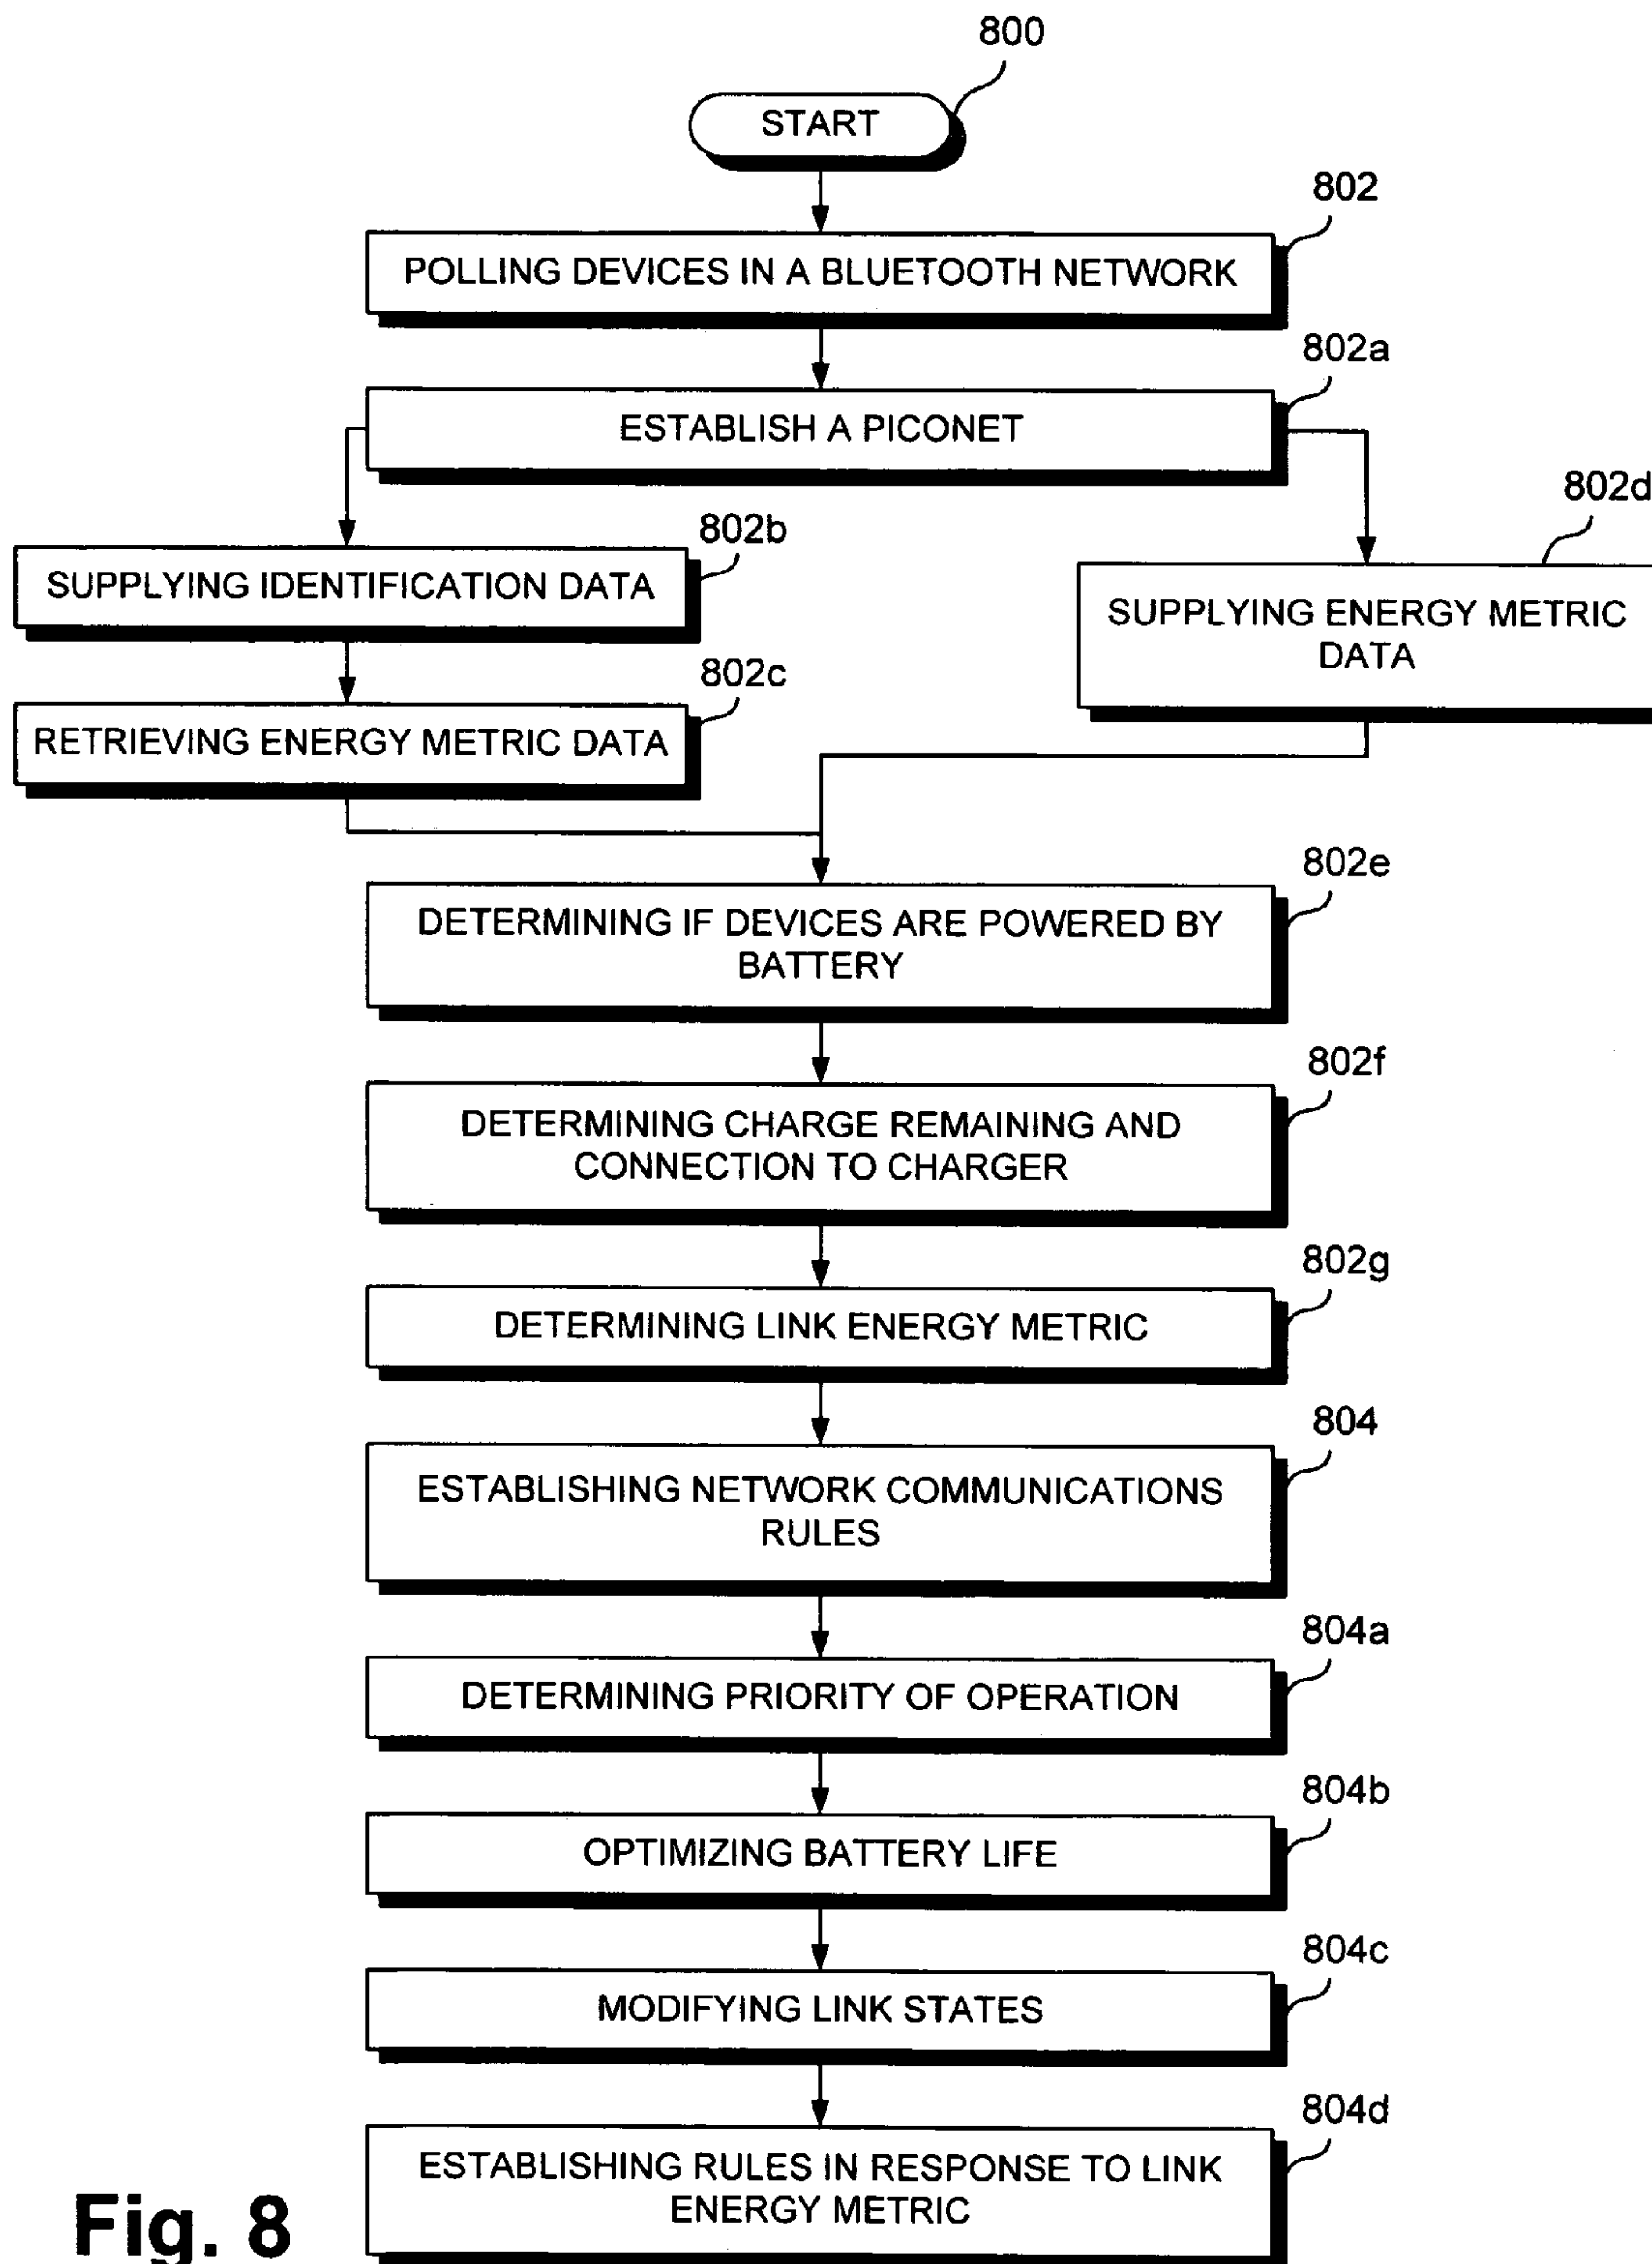 800
START
802
POLLING DEVICES IN A BLUETOOTH NETWORK
802a
ESTABLISH A PICONET
802d
802b
SUPPLYING IDENTIFICATION DATA
SUPPLYING ENERGY METRIC
DATA
802c
RETRIEVING ENERGY METRIC DATA
802e
DETERMINING IF DEVICES ARE POWERED BY
BATTERY
802f
DETERMINING CHARGE REMAINING AND
CONNECTION TO CHARGER
802g
DETERMINING LINK ENERGY METRIC
804
ESTABLISHING NETWORK COMMUNICATIONS
RULES
804a
DETERMINING PRIORITY OF OPERATION
804b
OPTIMIZING BATTERY LIFE
804c
MODIFYING LINK STATES
804d
ESTABLISHING RULES IN RESPONSE TO LINK
ENERGY METRIC
Fig. 8